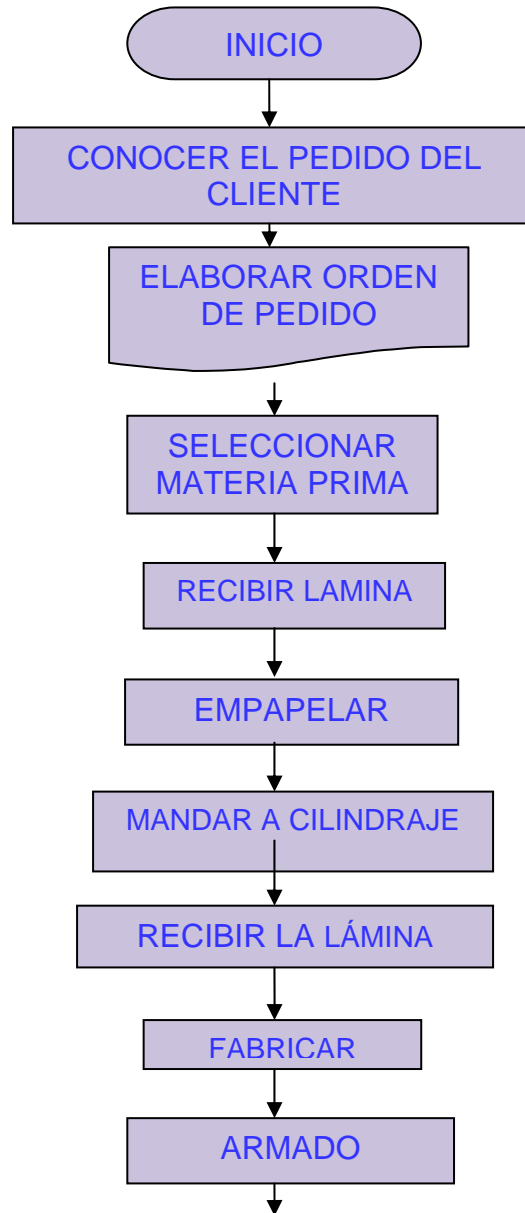 INICIO
CONOCER EL PEDIDO DEL
CLIENTE
ELABORAR ORDEN
DE PEDIDO
SELECCIONAR
MATERIA PRIMA
RECIBIR LAMINA
EMPAPELAR
MANDAR A CILINDRAJE
RECIBIR LA LÁMINA
FABRICAR
ARMADO